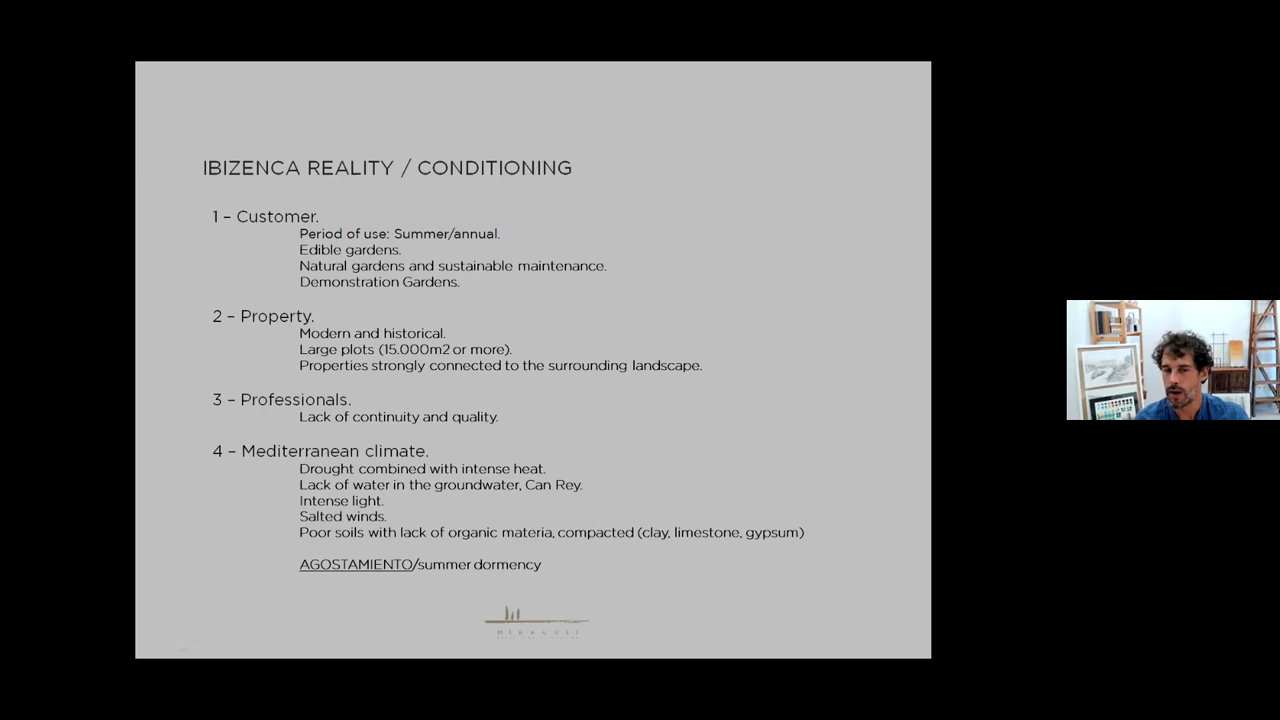 IBIZENCA REALITY / CONDITIONING
1 – Customer.
Period of use: Summer/annual.
Edible gardens.
Natural gardens and sustainable maintenance.
Demonstration Gardens.
2 – Property.
Modern and historical.
Large plots (15.000m2 or more).
Properties strongly connected to the surrounding landscape.
3 – Professionals.
Lack of continuity and quality.
4 – Mediterranean climate.
Drought combined with intense heat.
Lack of water in the groundwater, Can Rey.
Intense light.
Salted winds.
Poor soils with lack of organic materia, compacted (clay, limestone, gypsum)
AGOSTAMIENTO/summer dormency